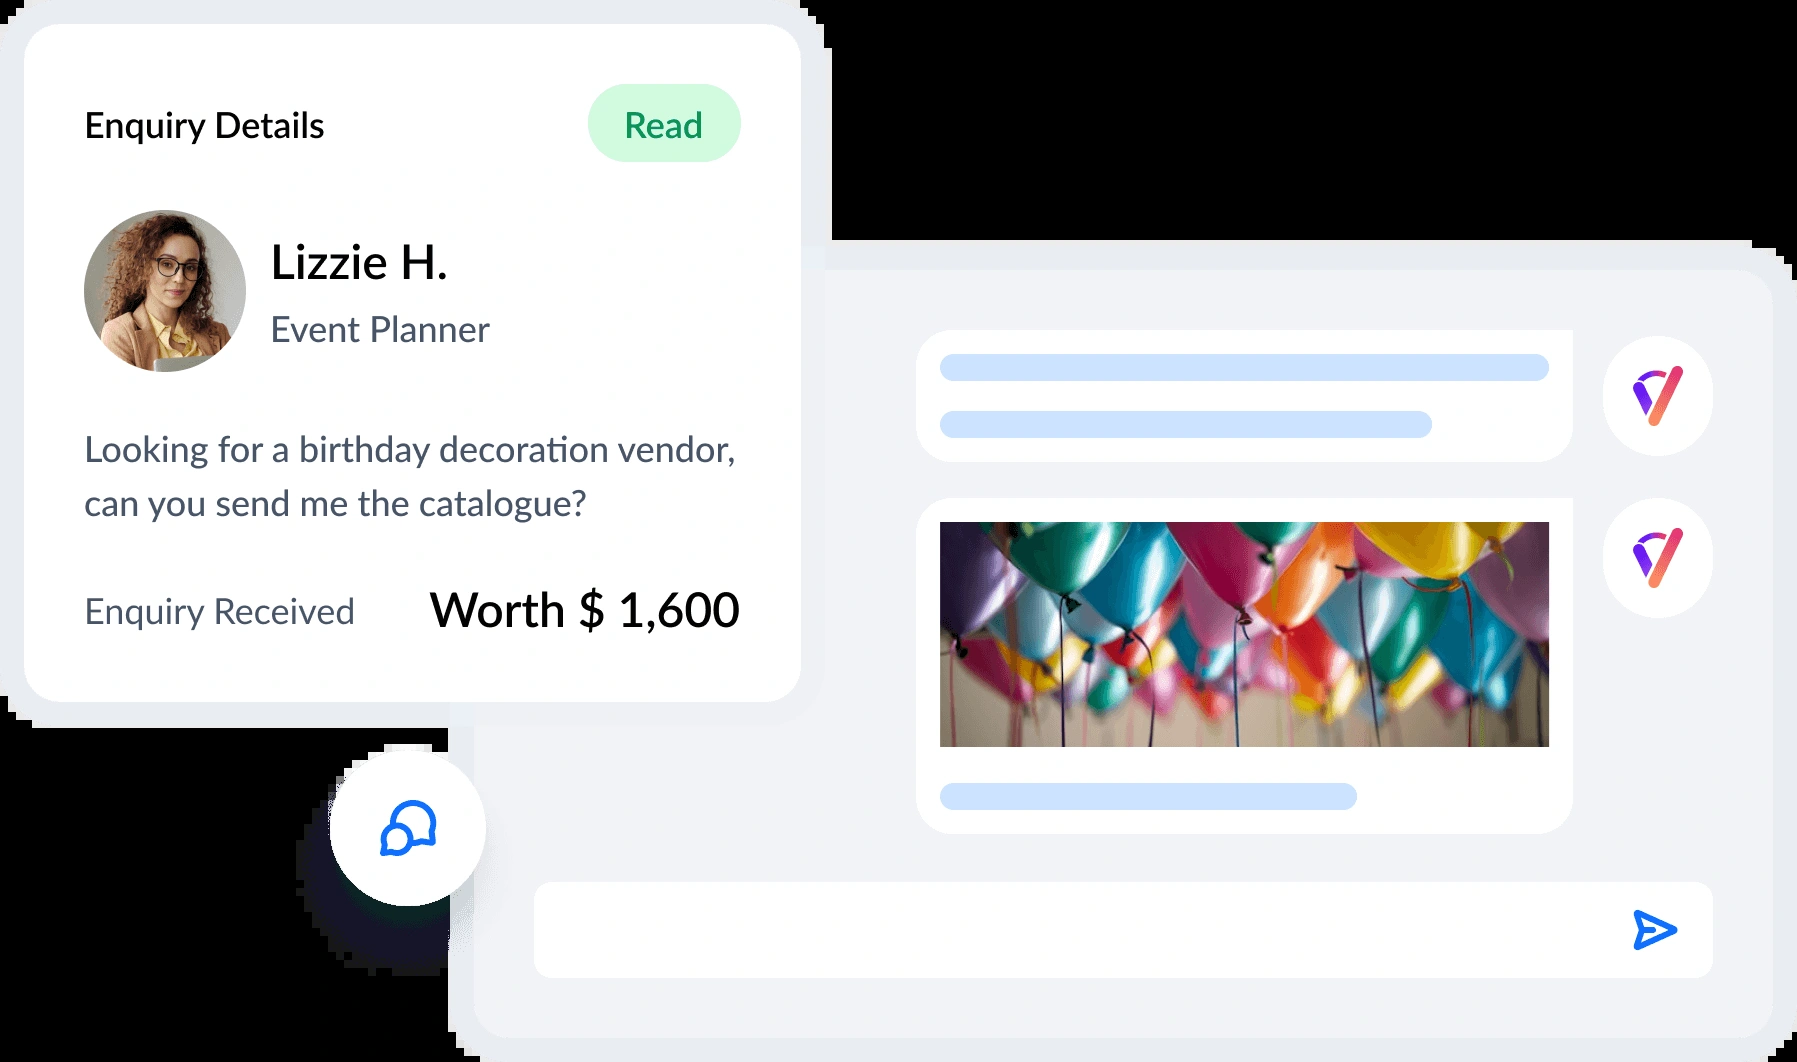 Enquiry Details
Read
Lizzie H.
Event Planner
Looking for a birthday decoration vendor,
can you send me the catalogue?
Enquiry Received
Worth $ 1,600